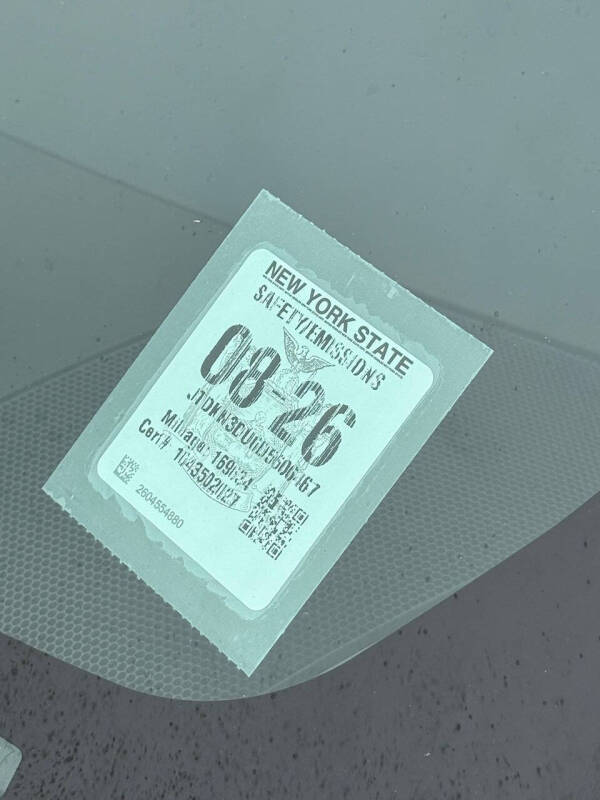 NEW YORK STATE
SAFETY/EMISSIONS
08 26
Mileage:
Cert#
2604554880